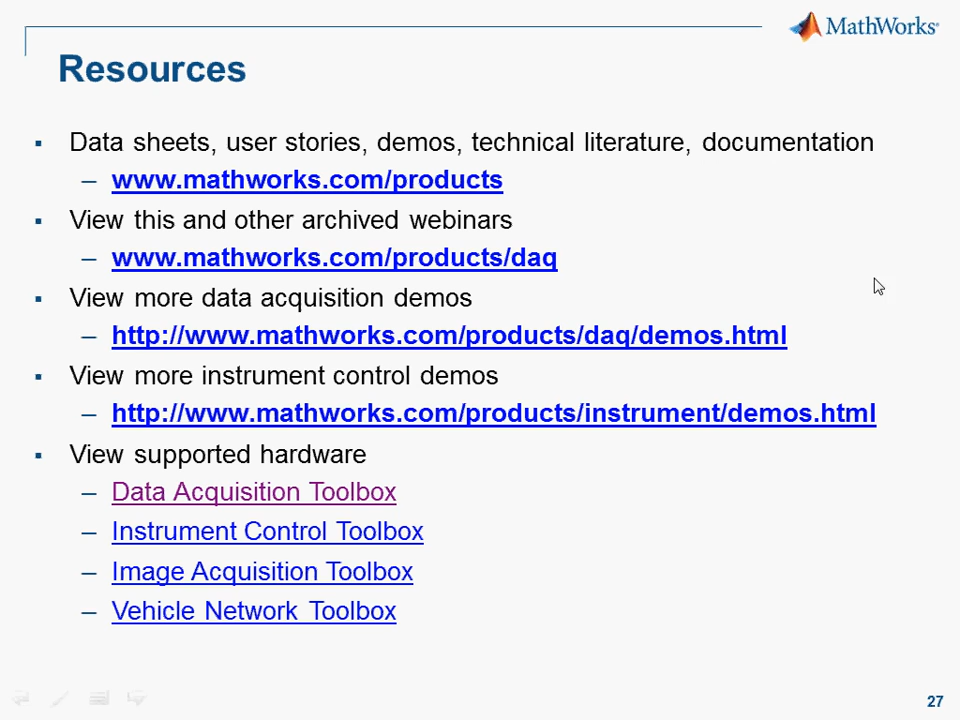 MathWorks®
Resources
▪ Data sheets, user stories, demos, technical literature, documentation
– www.mathworks.com/products
▪ View this and other archived webinars
– www.mathworks.com/products/daq
▪ View more data acquisition demos
– http://www.mathworks.com/products/daq/demos.html
▪ View more instrument control demos
– http://www.mathworks.com/products/instrument/demos.html
▪ View supported hardware
– Data Acquisition Toolbox
– Instrument Control Toolbox
– Image Acquisition Toolbox
– Vehicle Network Toolbox
27